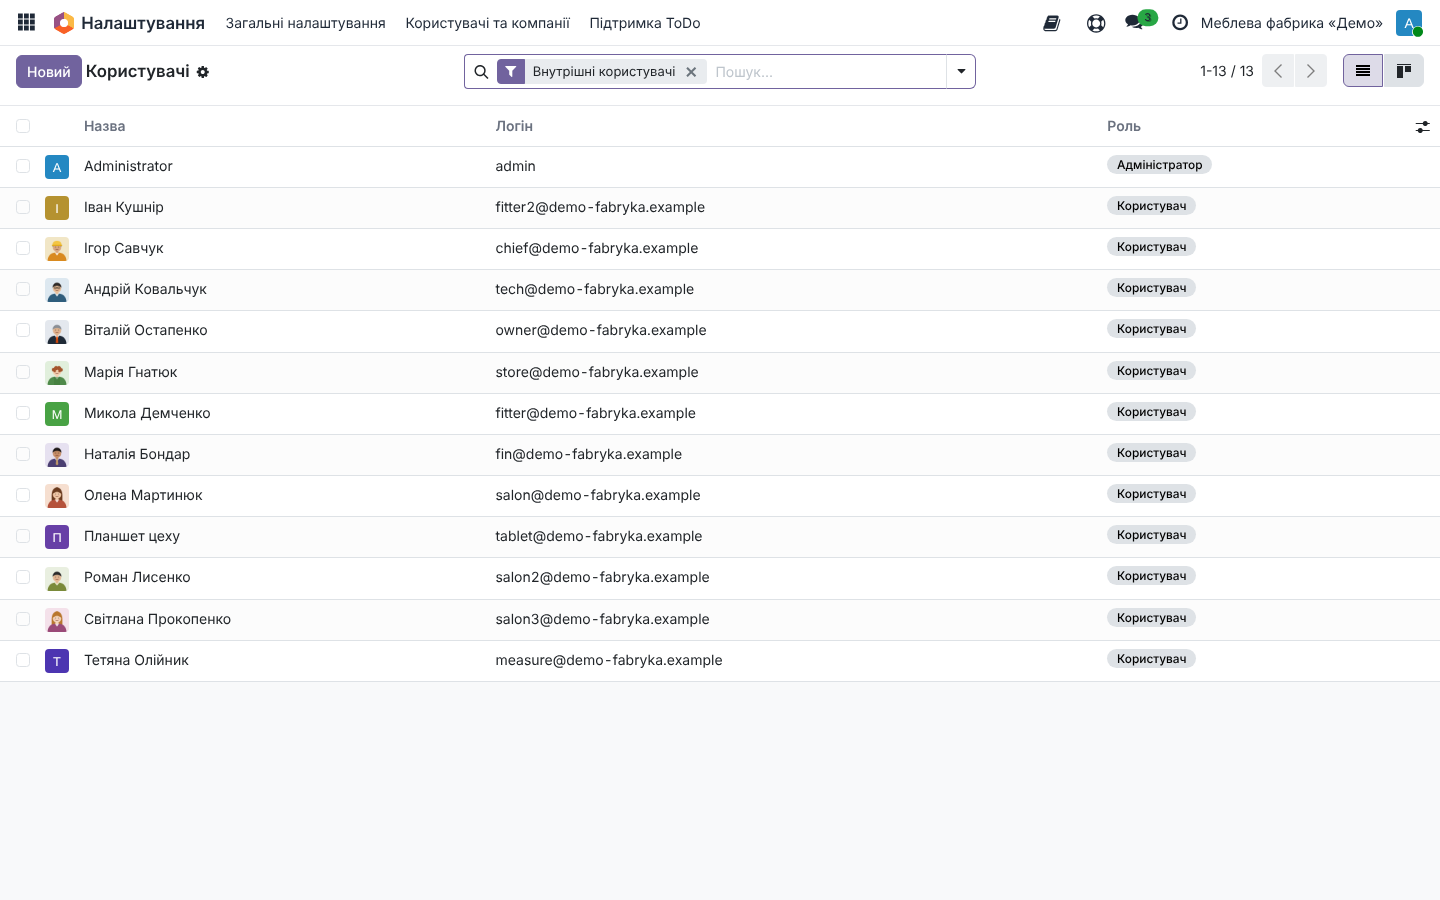 Налаштування Загальні налаштування Користувачі та компанії Підтримка ToDo 3 Меблева фабрика «Демо» A
Новий Користувачі Внутрішні користувачі Пошук... 1-13 / 13
Назва Логін Роль
A Administrator admin Адміністратор
І Іван Кушнір fitter2@demo-fabryka.example Користувач
Ігор Савчук chief@demo-fabryka.example Користувач
Андрій Ковальчук tech@demo-fabryka.example Користувач
Віталій Остапенко owner@demo-fabryka.example Користувач
Марія Гнатюк store@demo-fabryka.example Користувач
М Микола Демченко fitter@demo-fabryka.example Користувач
Наталія Бондар fin@demo-fabryka.example Користувач
Олена Мартинюк salon@demo-fabryka.example Користувач
П Планшет цеху tablet@demo-fabryka.example Користувач
Роман Лисенко salon2@demo-fabryka.example Користувач
Світлана Прокопенко salon3@demo-fabryka.example Користувач
Т Тетяна Олійник measure@demo-fabryka.example Користувач